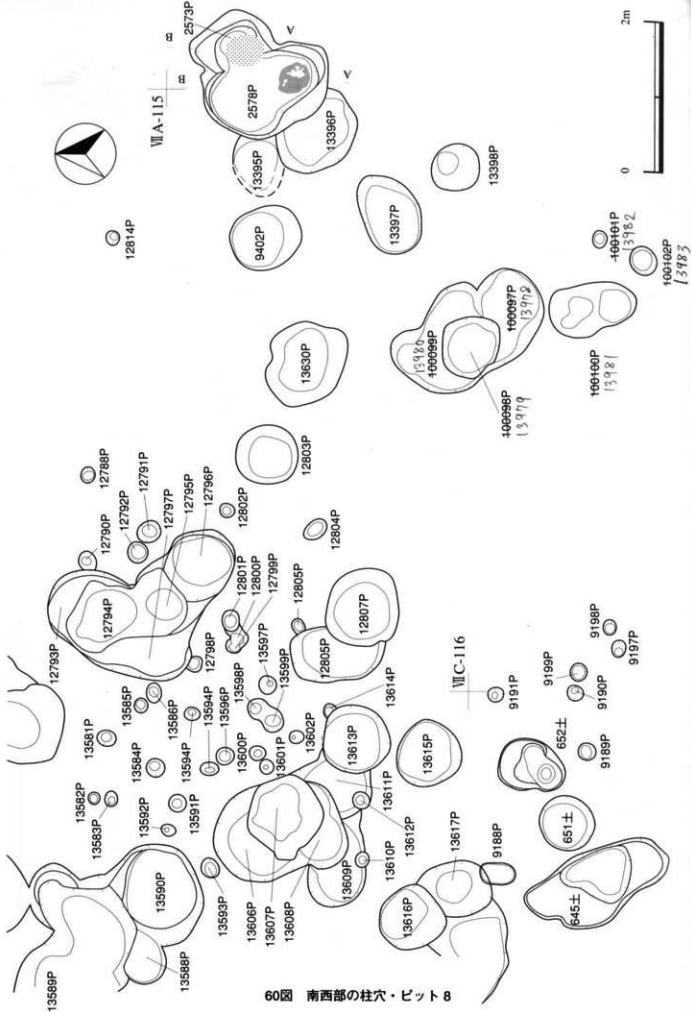 2573P
B
B
A
A
ⅦA-115
2578P
13395P
13396P
2m
0
12814P
9402P
13397P
13398P
100101P
13982
100102P
13983
13630P
13980
100099P
100097P
13978
100098P
13979
100100P
13981
12788P
12790P
12792P
12791P
12797P
12795P
12796P
12793P
12794P
12802P
12803P
12804P
12801P
12800P
12799P
12798P
12805P
12805P
12807P
13585P
13586P
13594P
13594P
13596P
13598P
13597P
13599P
13600P
13601P
13602P
13614P
13581P
13584P
13582P
13583P
13592P
13591P
13593P
13606P
13607P
13608P
13609P
13613P
13611P
13612P
13610P
13615P
13589P
13590P
13588P
13616P
13617P
9188P
ⅦC-116
9191P
9199P
9190P
9198P
9197P
652土
9189P
651土
645土
60図 南西部の柱穴・ピット 8